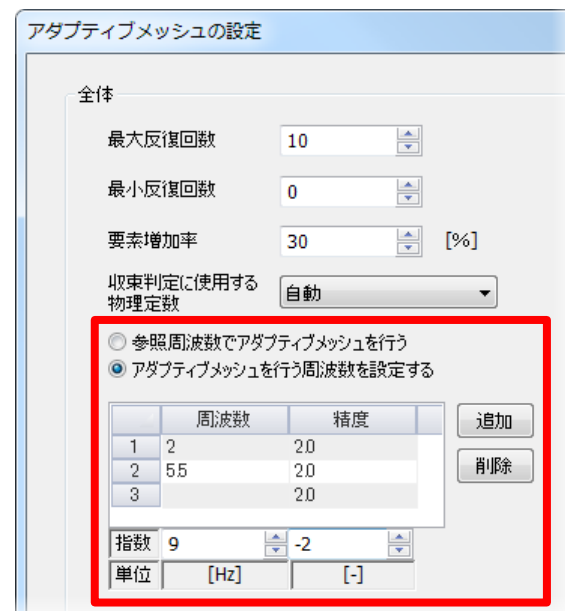 アダプティブメッシュの設定
全体
最大反復回数 10
最小反復回数 0
要素増加率 30 [%]
収束判定に使用する
物理定数 自動
参照周波数でアダプティブメッシュを行う
アダプティブメッシュを行う周波数を設定する
周波数 精度 追加
1 2 2.0
2 5.5 2.0 削除
3 2.0
指数 9 -2
単位 [Hz] [-]